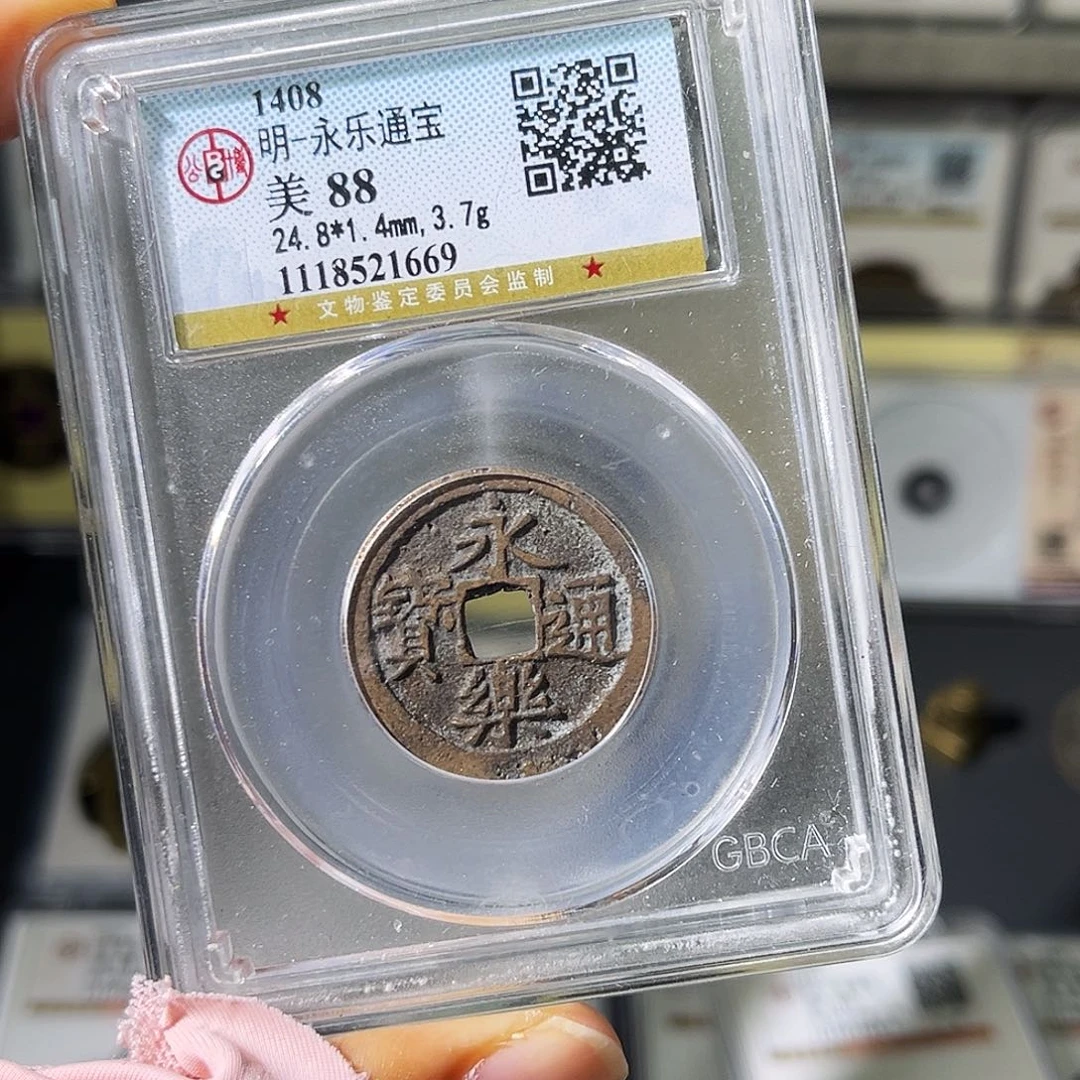 1408
明-永乐通宝
美 88
24.8*1.4mm,3.7g
1118521669
★ 文物鉴定委员会监制 ★
永
寳 通
樂
GBCA